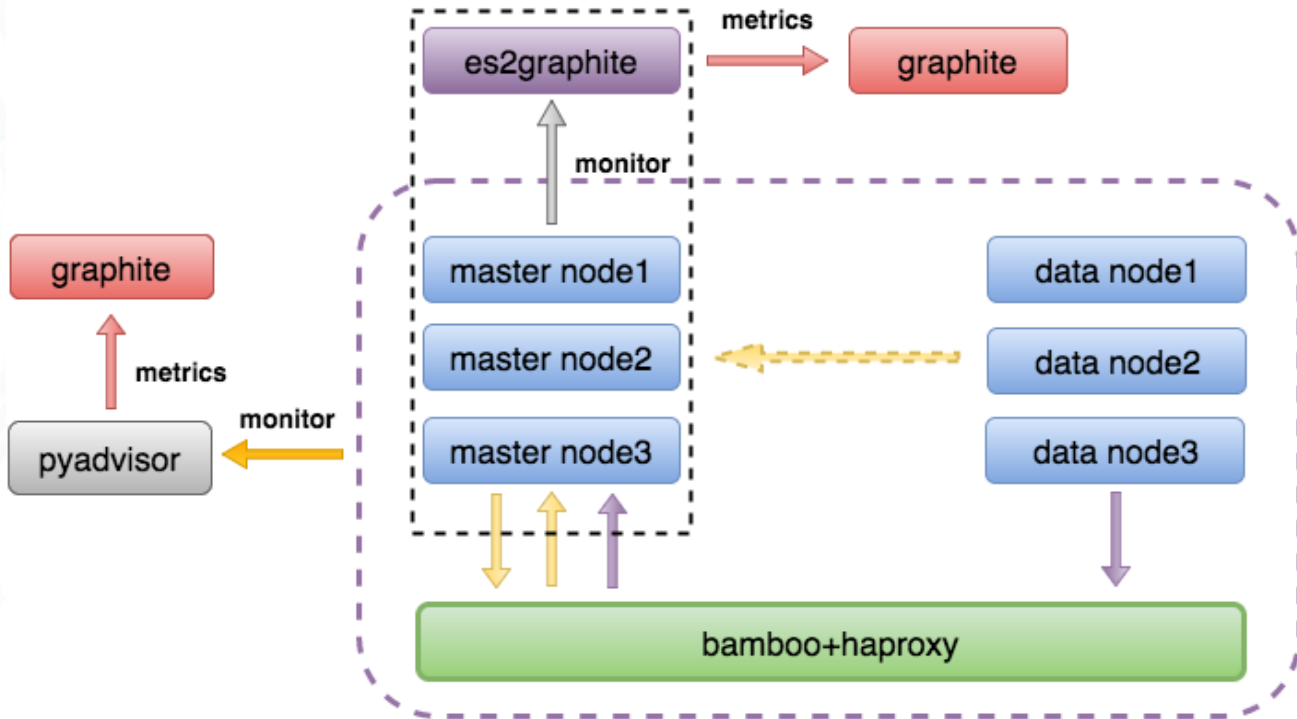 metrics
es2graphite
graphite
monitor
graphite
master node1
data node1
master node2
data node2
metrics
monitor
pyadvisor
master node3
data node3
bamboo+haproxy